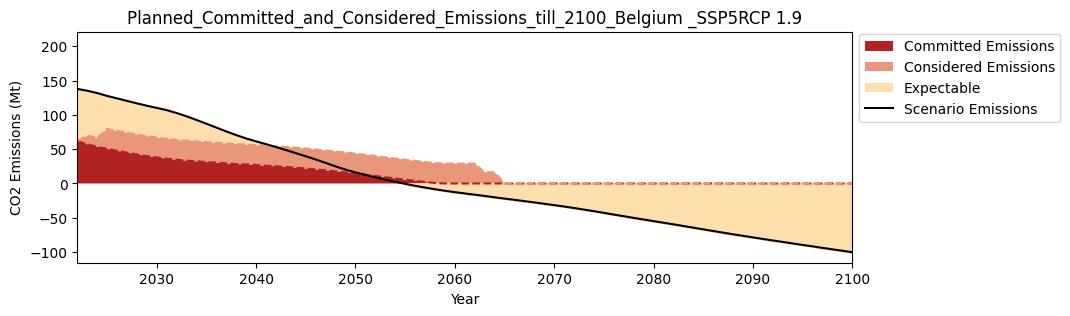 Planned_Committed_and_Considered_Emissions_till_2100_Belgium _SSP5RCP 1.9
CO2 Emissions (Mt)
200
150
100
50
0
−50
−100
2030
2040
2050
2060
2070
2080
2090
2100
Year
Committed Emissions
Considered Emissions
Expectable
Scenario Emissions